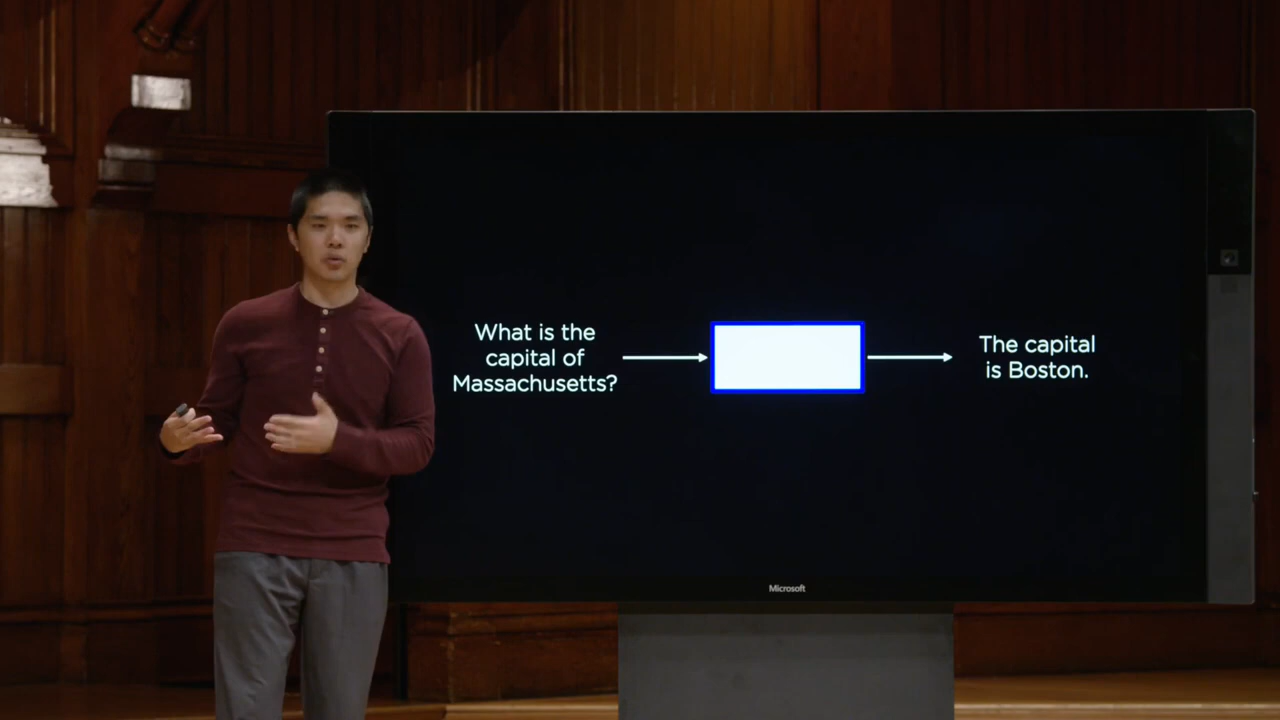 What is the
capital of
Massachusetts?
The capital
is Boston.
Microsoft